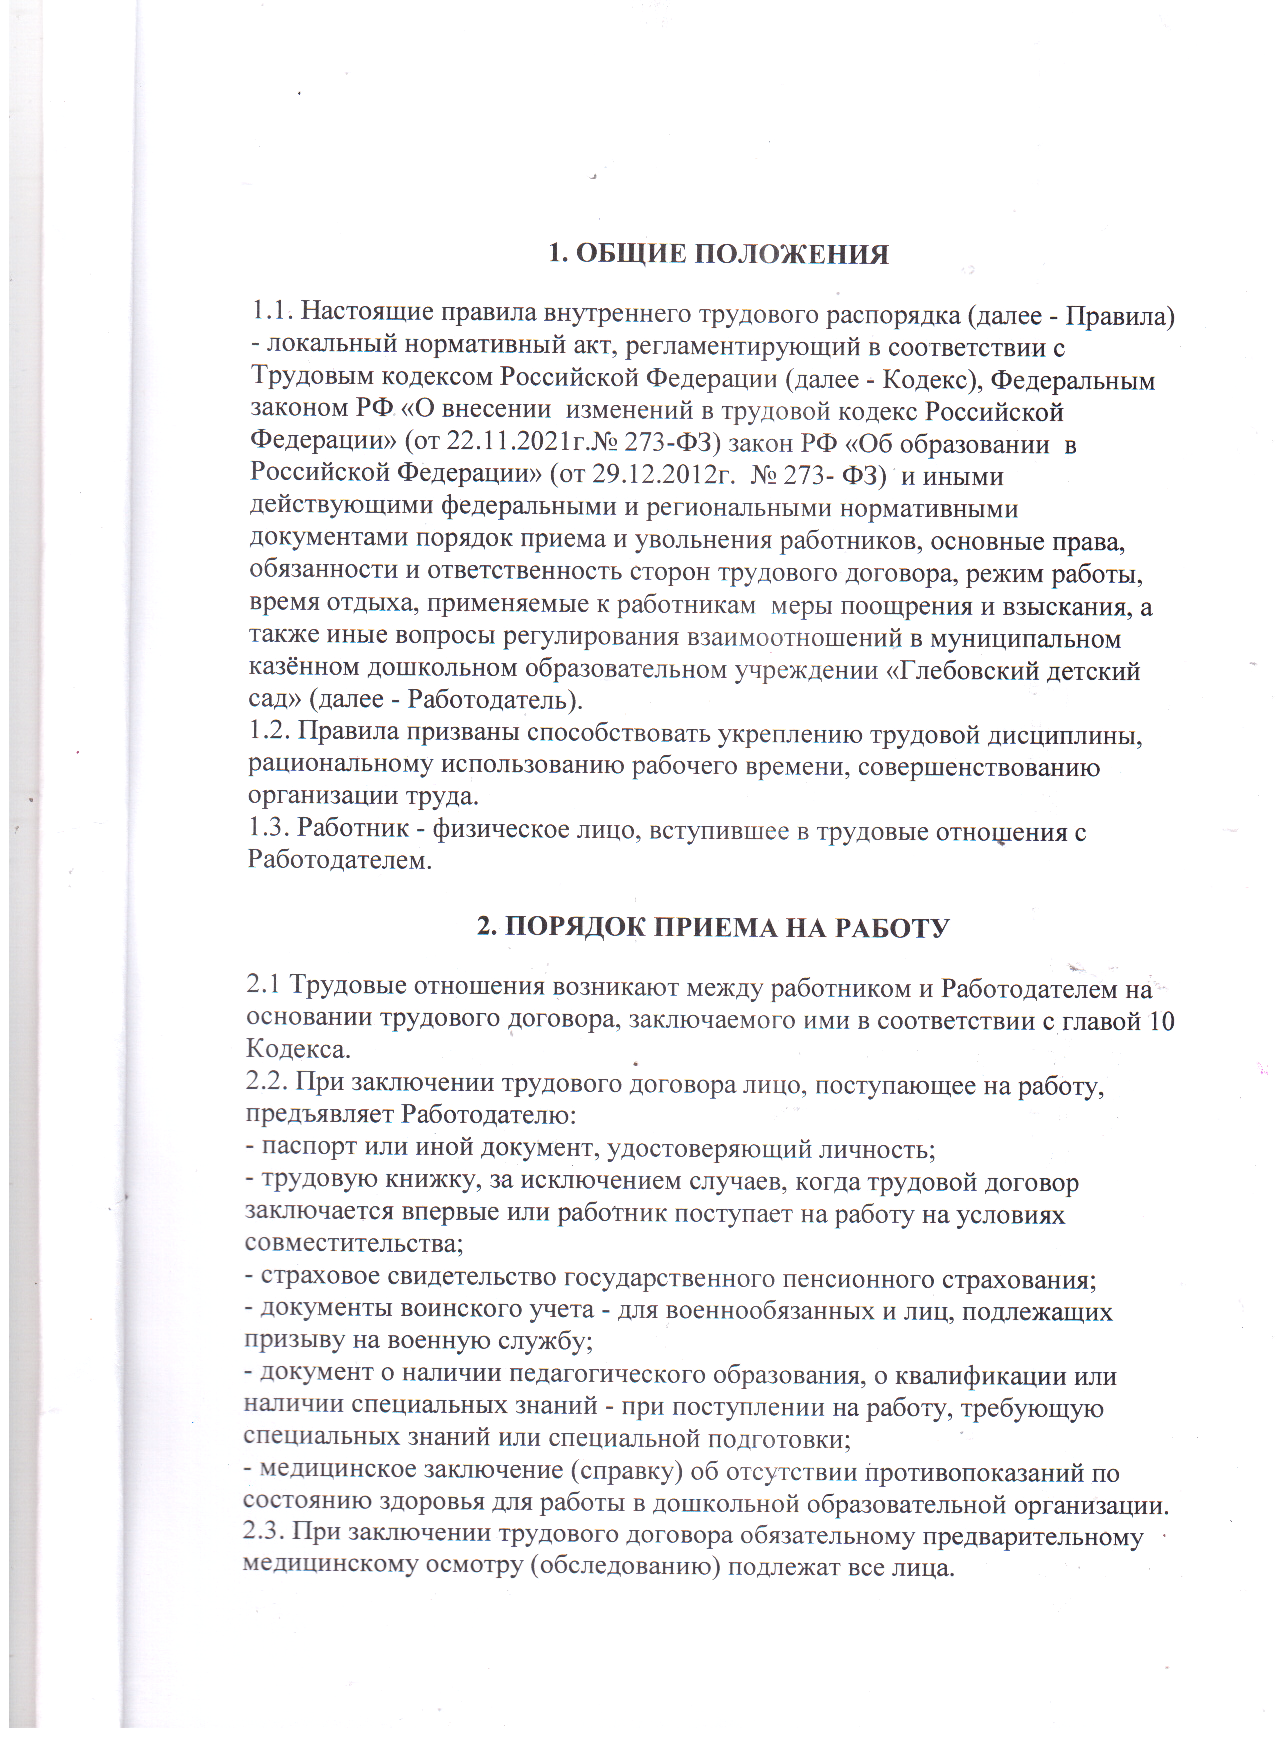 1. ОБЩИЕ ПОЛОЖЕНИЯ
1.1. Настоящие правила внутреннего трудового распорядка (далее - Правила)
- локальный нормативный акт, регламентирующий в соответствии с
Трудовым кодексом Российской Федерации (далее - Кодекс), Федеральным
законом РФ «О внесении изменений в трудовой кодекс Российской
Федерации» (от 22.11.2021г.№ 273-ФЗ) закон РФ «Об образовании в
Российской Федерации» (от 29.12.2012г. № 273- ФЗ) и иными
действующими федеральными и региональными нормативными
документами порядок приема и увольнения работников, основные права,
обязанности и ответственность сторон трудового договора, режим работы,
время отдыха, применяемые к работникам меры поощрения и взыскания, а
также иные вопросы регулирования взаимоотношений в муниципальном
казённом дошкольном образовательном учреждении «Глебовский детский
сад» (далее - Работодатель).
1.2. Правила призваны способствовать укреплению трудовой дисциплины,
рациональному использованию рабочего времени, совершенствованию
организации труда.
1.3. Работник - физическое лицо, вступившее в трудовые отношения с
Работодателем.
2. ПОРЯДОК ПРИЕМА НА РАБОТУ
2.1 Трудовые отношения возникают между работником и Работодателем на
основании трудового договора, заключаемого ими в соответствии с главой 10
Кодекса.
2.2. При заключении трудового договора лицо, поступающее на работу,
предъявляет Работодателю:
- паспорт или иной документ, удостоверяющий личность;
- трудовую книжку, за исключением случаев, когда трудовой договор
заключается впервые или работник поступает на работу на условиях
совместительства;
- страховое свидетельство государственного пенсионного страхования;
- документы воинского учета - для военнообязанных и лиц, подлежащих
призыву на военную службу;
- документ о наличии педагогического образования, о квалификации или
наличии специальных знаний - при поступлении на работу, требующую
специальных знаний или специальной подготовки;
- медицинское заключение (справку) об отсутствии противопоказаний по
состоянию здоровья для работы в дошкольной образовательной организации.
2.3. При заключении трудового договора обязательному предварительному
медицинскому осмотру (обследованию) подлежат все лица.